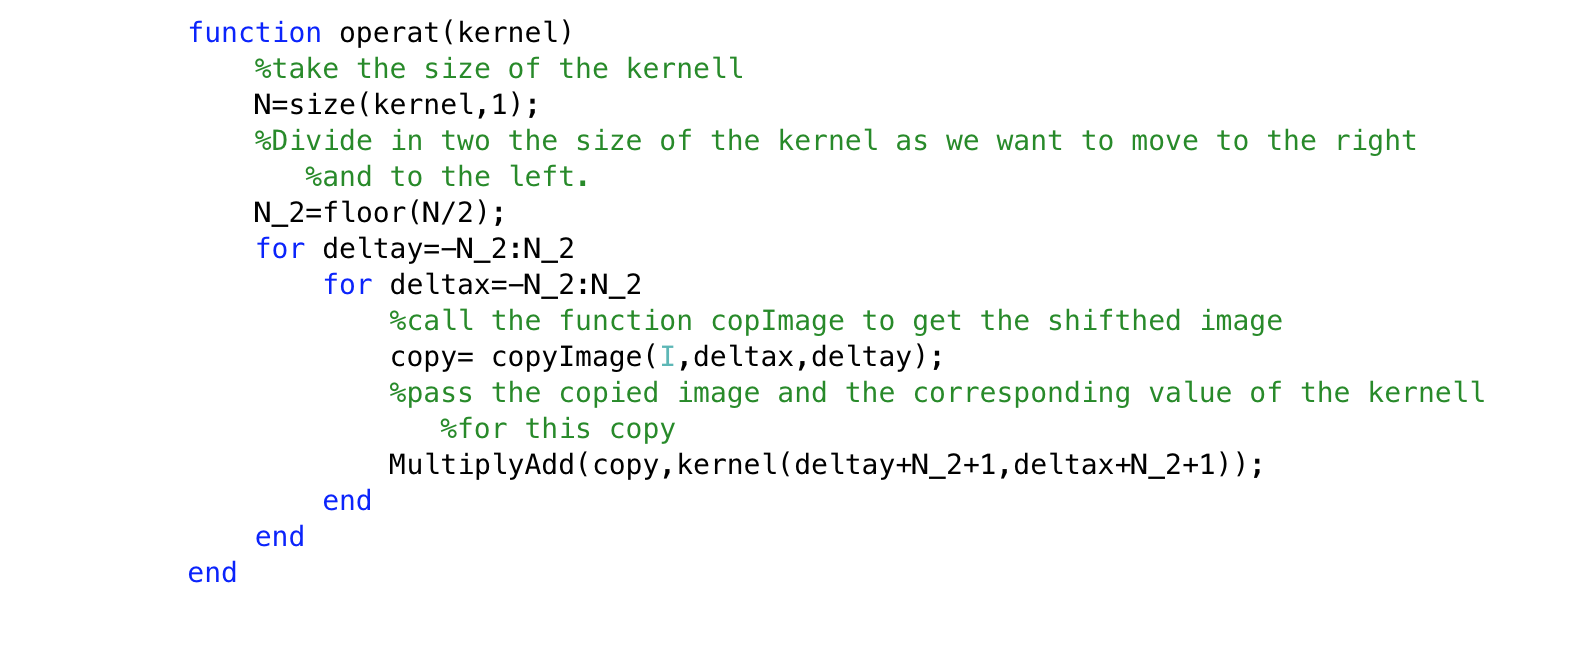 function operat(kernel)
%take the size of the kernell
N=size(kernel,1);
%Divide in two the size of the kernel as we want to move to the right
%and to the left.
N_2=floor(N/2);
for deltay=-N_2:N_2
for deltax=-N_2:N_2
%call the function copImage to get the shifthed image
copy= copyImage(I,deltax,deltay);
%pass the copied image and the corresponding value of the kernell
%for this copy
MultiplyAdd(copy,kernel(deltay+N_2+1,deltax+N_2+1));
end
end
end